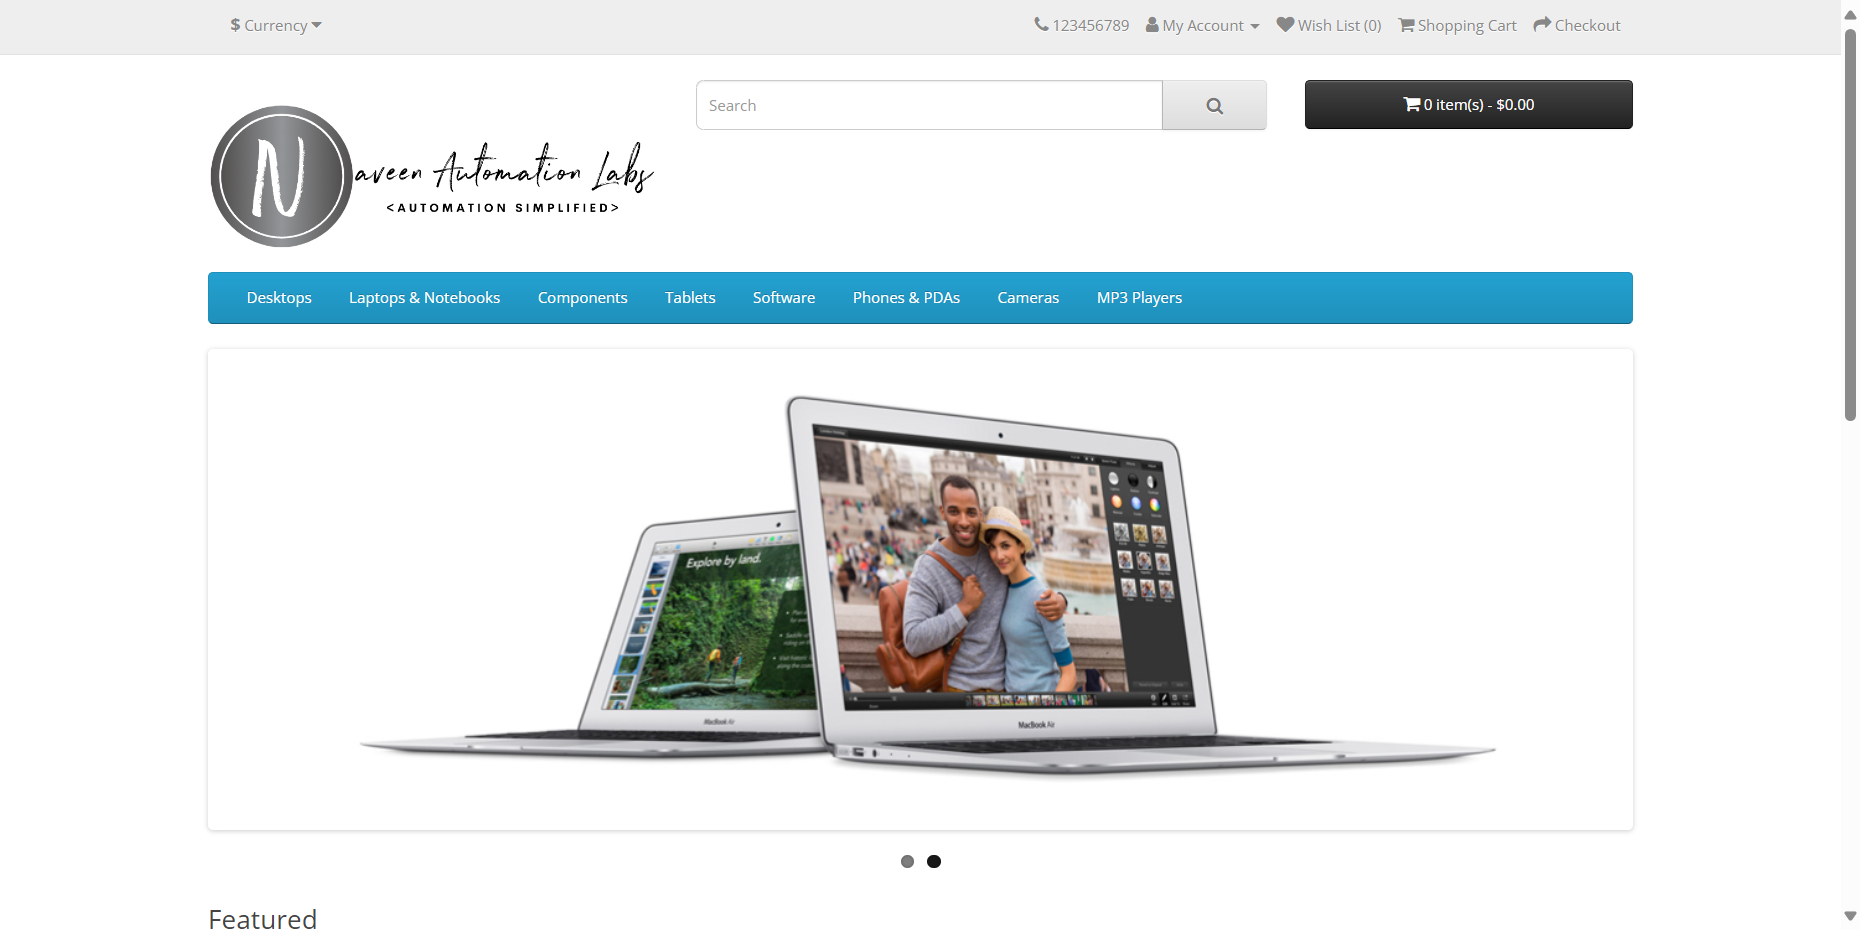 $ Currency
123456789 My Account Wish List (0) Shopping Cart Checkout
Search
0 item(s) - $0.00
N
aveen Automation Labs
<AUTOMATION SIMPLIFIED>
Desktops Laptops & Notebooks Components Tablets Software Phones & PDAs Cameras MP3 Players
Explore by land.
MacBook Air
MacBook Air
Featured